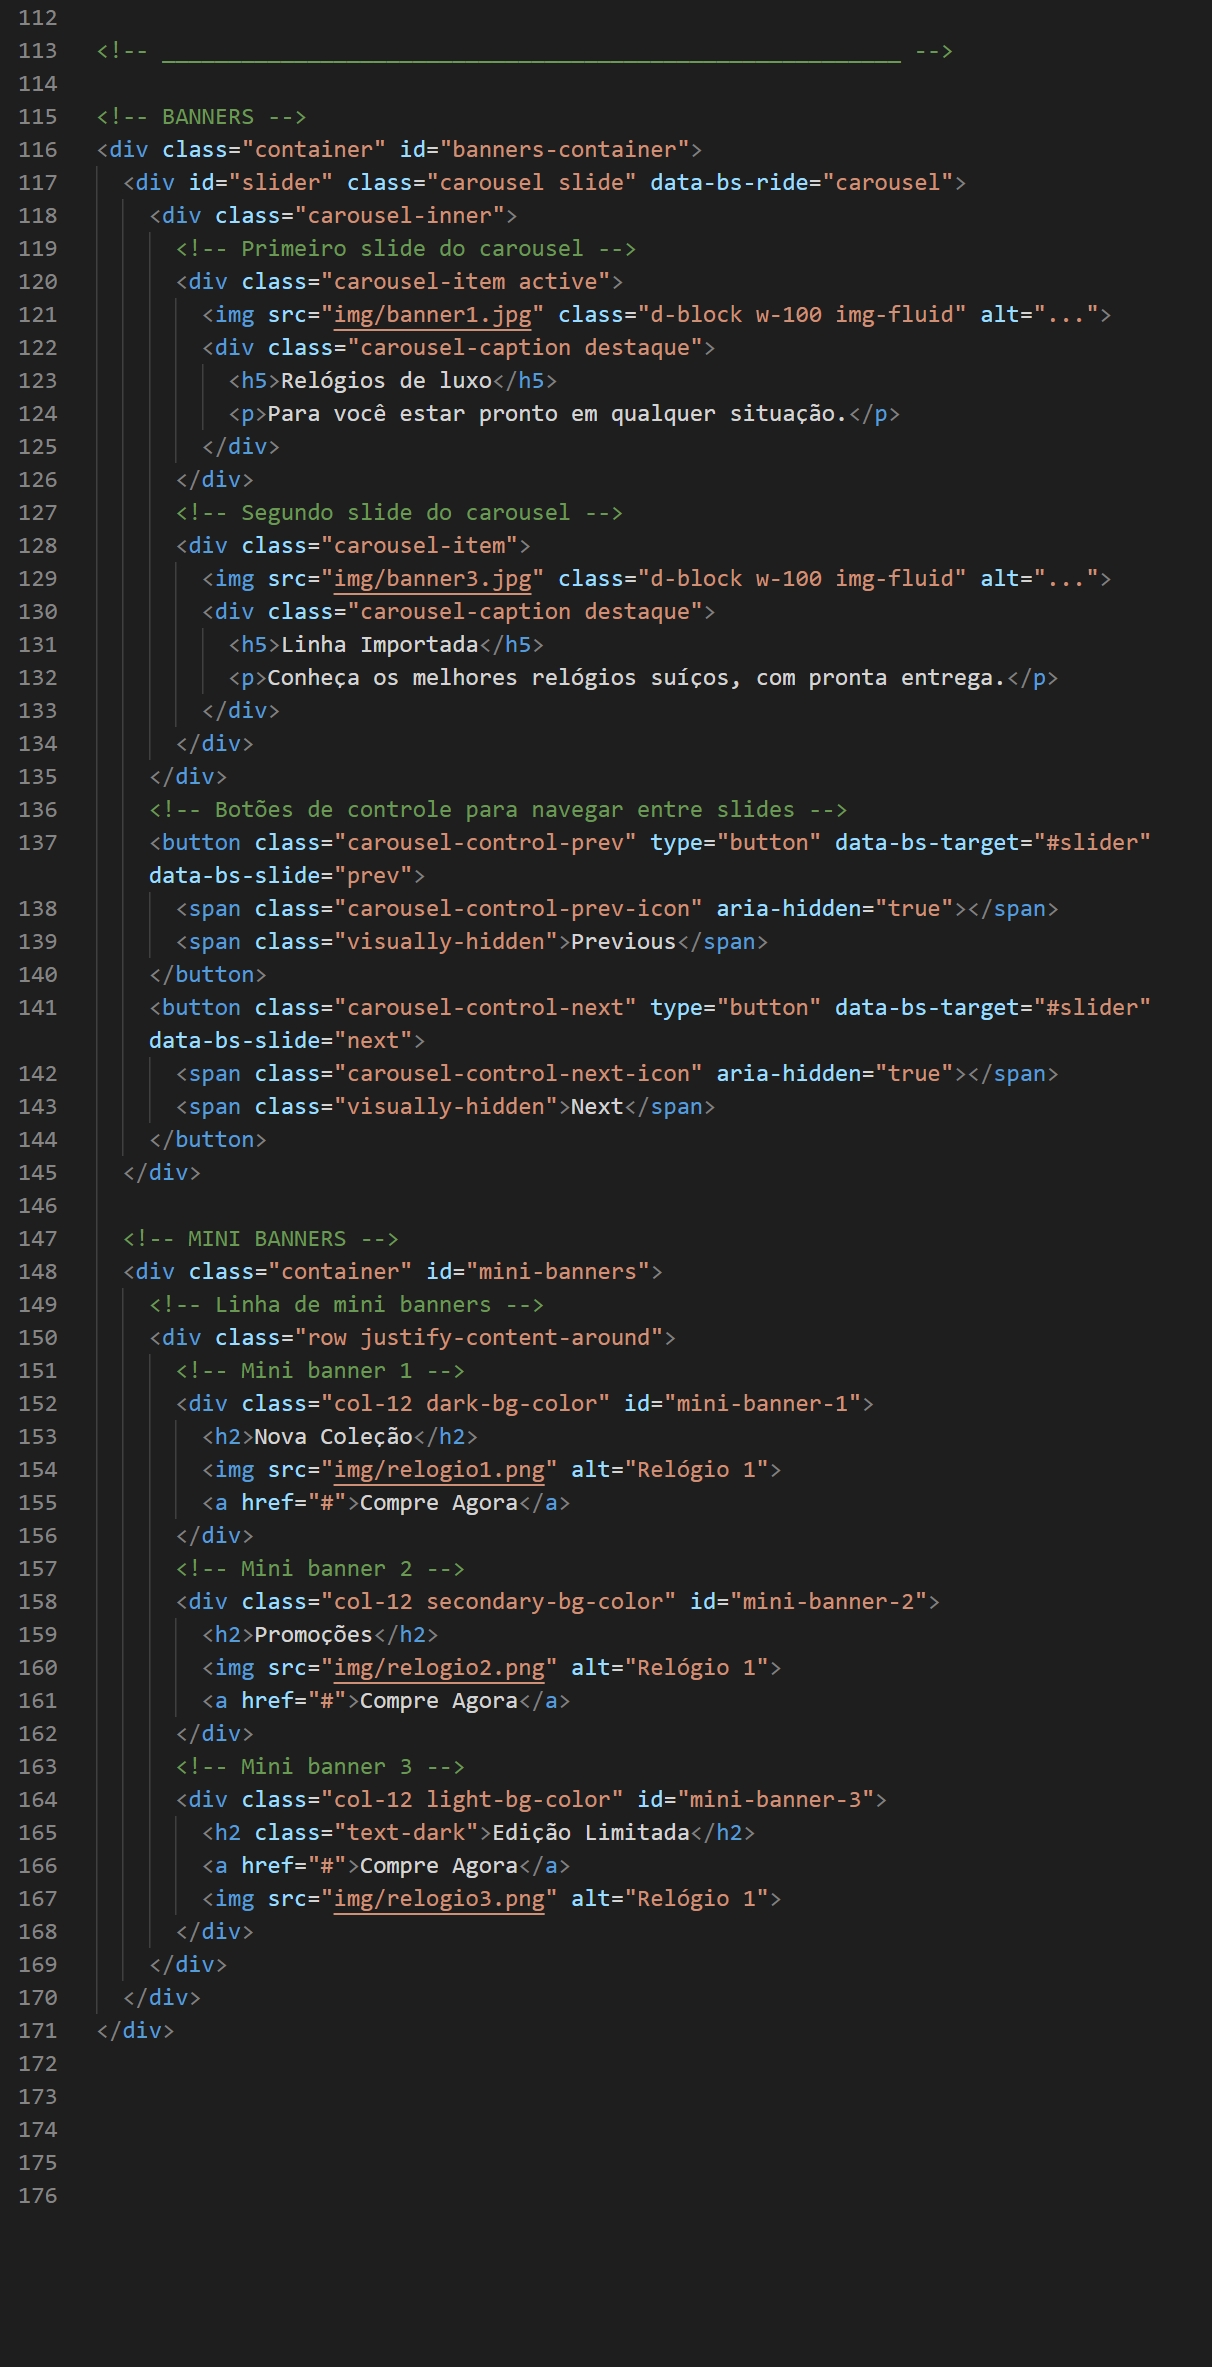 112
113 <!-- ________________________________________________________ -->
114
115 <!-- BANNERS -->
116 <div class="container" id="banners-container">
117   <div id="slider" class="carousel slide" data-bs-ride="carousel">
118     <div class="carousel-inner">
119       <!-- Primeiro slide do carousel -->
120       <div class="carousel-item active">
121         <img src="img/banner1.jpg" class="d-block w-100 img-fluid" alt="...">
122         <div class="carousel-caption destaque">
123           <h5>Relógios de luxo</h5>
124           <p>Para você estar pronto em qualquer situação.</p>
125         </div>
126       </div>
127       <!-- Segundo slide do carousel -->
128       <div class="carousel-item">
129         <img src="img/banner3.jpg" class="d-block w-100 img-fluid" alt="...">
130         <div class="carousel-caption destaque">
131           <h5>Linha Importada</h5>
132           <p>Conheça os melhores relógios suíços, com pronta entrega.</p>
133         </div>
134       </div>
135     </div>
136     <!-- Botões de controle para navegar entre slides -->
137     <button class="carousel-control-prev" type="button" data-bs-target="#slider"
    data-bs-slide="prev">
138       <span class="carousel-control-prev-icon" aria-hidden="true"></span>
139       <span class="visually-hidden">Previous</span>
140     </button>
141     <button class="carousel-control-next" type="button" data-bs-target="#slider"
    data-bs-slide="next">
142       <span class="carousel-control-next-icon" aria-hidden="true"></span>
143       <span class="visually-hidden">Next</span>
144     </button>
145   </div>
146
147   <!-- MINI BANNERS -->
148   <div class="container" id="mini-banners">
149     <!-- Linha de mini banners -->
150     <div class="row justify-content-around">
151       <!-- Mini banner 1 -->
152       <div class="col-12 dark-bg-color" id="mini-banner-1">
153         <h2>Nova Coleção</h2>
154         <img src="img/relogio1.png" alt="Relógio 1">
155         <a href="#">Compre Agora</a>
156       </div>
157       <!-- Mini banner 2 -->
158       <div class="col-12 secondary-bg-color" id="mini-banner-2">
159         <h2>Promoções</h2>
160         <img src="img/relogio2.png" alt="Relógio 1">
161         <a href="#">Compre Agora</a>
162       </div>
163       <!-- Mini banner 3 -->
164       <div class="col-12 light-bg-color" id="mini-banner-3">
165         <h2 class="text-dark">Edição Limitada</h2>
166         <a href="#">Compre Agora</a>
167         <img src="img/relogio3.png" alt="Relógio 1">
168       </div>
169     </div>
170   </div>
171 </div>
172
173
174
175
176